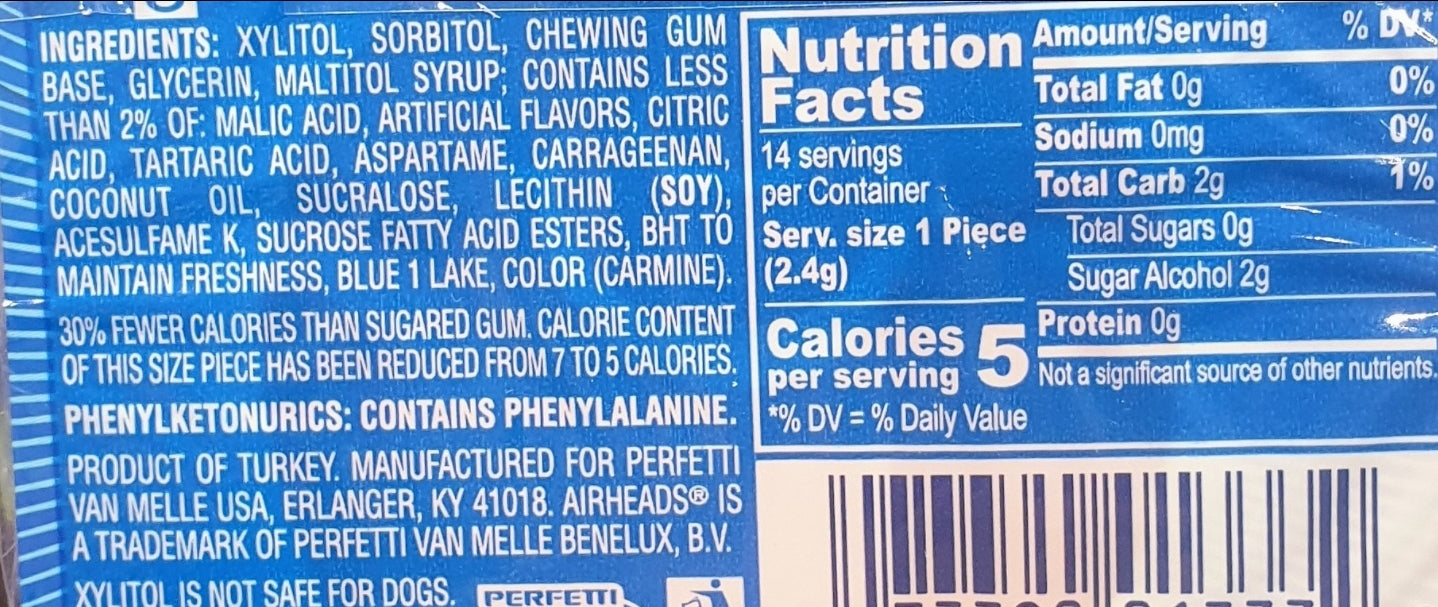 INGREDIENTS: XYLITOL, SORBITOL, CHEWING GUM
BASE, GLYCERIN, MALTITOL SYRUP; CONTAINS LESS
THAN 2% OF: MALIC ACID, ARTIFICIAL FLAVORS, CITRIC
ACID, TARTARIC ACID, ASPARTAME, CARRAGEENAN,
COCONUT OIL, SUCRALOSE, LECITHIN (SOY),
ACESULFAME K, SUCROSE FATTY ACID ESTERS, BHT TO
MAINTAIN FRESHNESS, BLUE 1 LAKE, COLOR (CARMINE).
30% FEWER CALORIES THAN SUGARED GUM. CALORIE CONTENT
OF THIS SIZE PIECE HAS BEEN REDUCED FROM 7 TO 5 CALORIES.
PHENYLKETONURICS: CONTAINS PHENYLALANINE.
PRODUCT OF TURKEY. MANUFACTURED FOR PERFETTI
VAN MELLE USA, ERLANGER, KY 41018. AIRHEADS® IS
A TRADEMARK OF PERFETTI VAN MELLE BENELUX, B.V.
XYLITOL IS NOT SAFE FOR DOGS.
PERFETTI
Nutrition
Facts
14 servings
per Container
Serv. size 1 Piece
(2.4g)
Calories 5
per serving
*% DV = % Daily Value
Amount/Serving % DV*
Total Fat 0g 0%
Sodium 0mg 0%
Total Carb 2g 1%
Total Sugars 0g
Sugar Alcohol 2g
Protein 0g
Not a significant source of other nutrients.